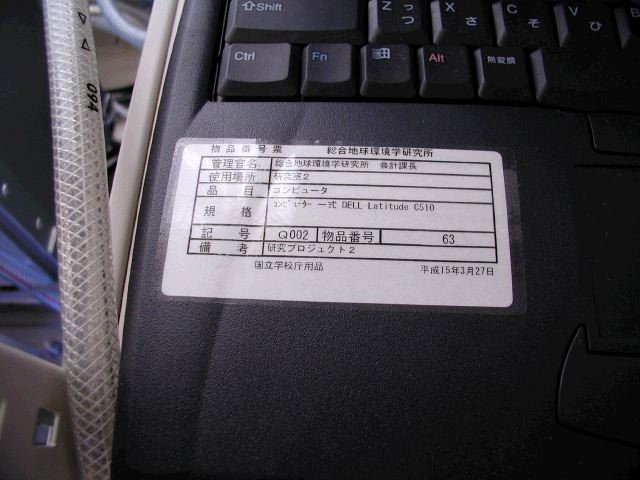 ⇧Shift
Z
っ
つ
X
さ
C
そ
V
ひ
Ctrl
Fn
Alt
無変換
094
物品番号票 総合地球環境学研究所
管理官名 総合地球環境学研究所 会計課長
使用場所 研究室2
品目 コンピュータ
規格 コンピューター 一式 DELL Latitude C510
記号 Q002 物品番号 63
備考 研究プロジェクト2
国立学校庁用品 平成15年3月27日